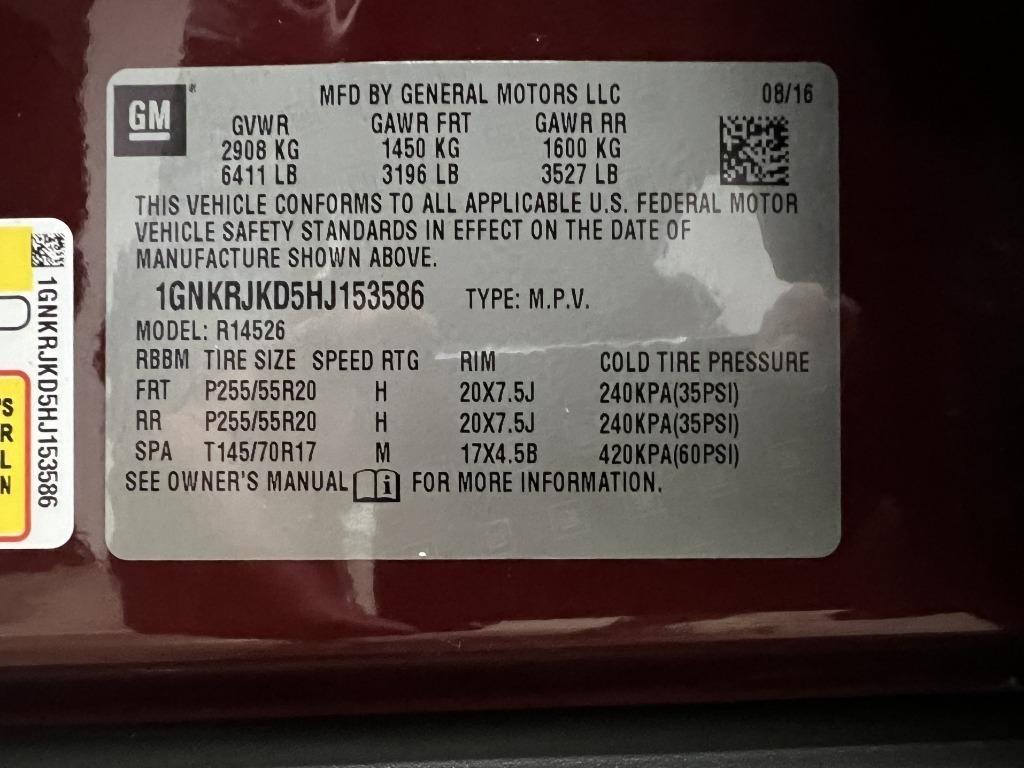 GM
MFD BY GENERAL MOTORS LLC 08/16
GVWR GAWR FRT GAWR RR
2908 KG 1450 KG 1600 KG
6411 LB 3196 LB 3527 LB
THIS VEHICLE CONFORMS TO ALL APPLICABLE U.S. FEDERAL MOTOR
VEHICLE SAFETY STANDARDS IN EFFECT ON THE DATE OF
MANUFACTURE SHOWN ABOVE.
1GNKRJKD5HJ153586 TYPE: M.P.V.
MODEL: R14526
RBBM TIRE SIZE SPEED RTG RIM COLD TIRE PRESSURE
FRT P255/55R20 H 20X7.5J 240KPA(35PSI)
RR P255/55R20 H 20X7.5J 240KPA(35PSI)
SPA T145/70R17 M 17X4.5B 420KPA(60PSI)
SEE OWNER'S MANUAL i FOR MORE INFORMATION.
1GNKRJKD5HJ153586
'S
R
L
N